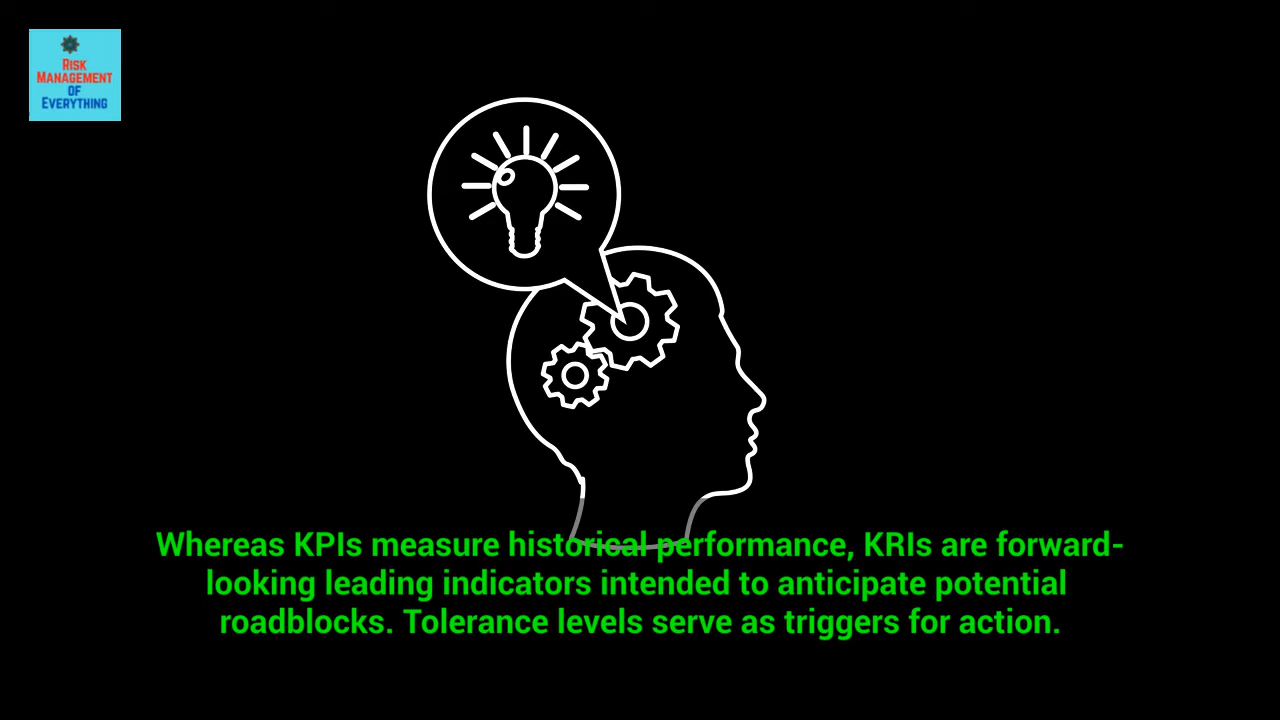 Risk
Management
of
Everything
Whereas KPIs measure historical performance, KRIs are forward-
looking leading indicators intended to anticipate potential
roadblocks. Tolerance levels serve as triggers for action.